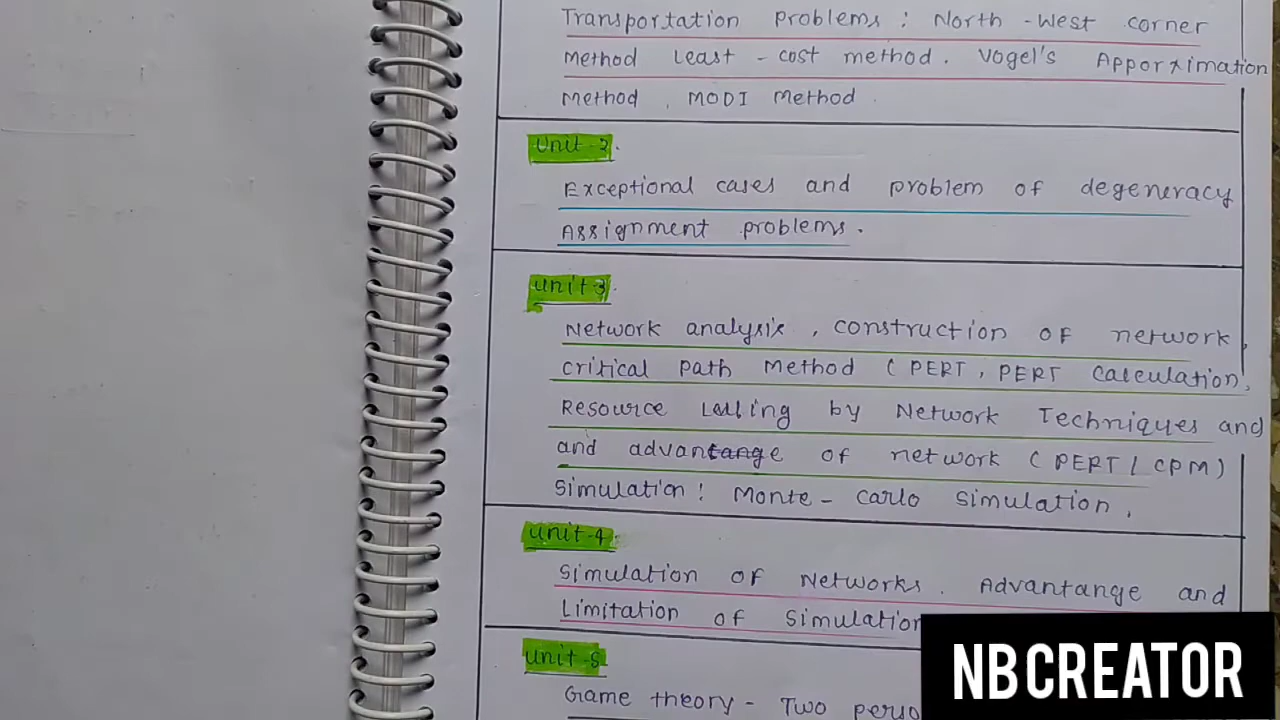 Transportation problems : North - West corner
Method Least - cost method. Vogel's Apporximation
Method, MODI Method.
Unit-2.
Exceptional cases and problem of degeneracy
Assignment problems.
Unit-3.
Network analysis, construction of network,
critical path Method (PERT, PERT calculation,
Resource by Network Techniques and
and advantange of network (PERT/CPM)
Simulation: Monte-Carlo Simulation.
Unit-4.
Simulation of Networks. Advantange and
Limitation of Simulation
Unit-5
Game theory - Two perso
NB CREATOR